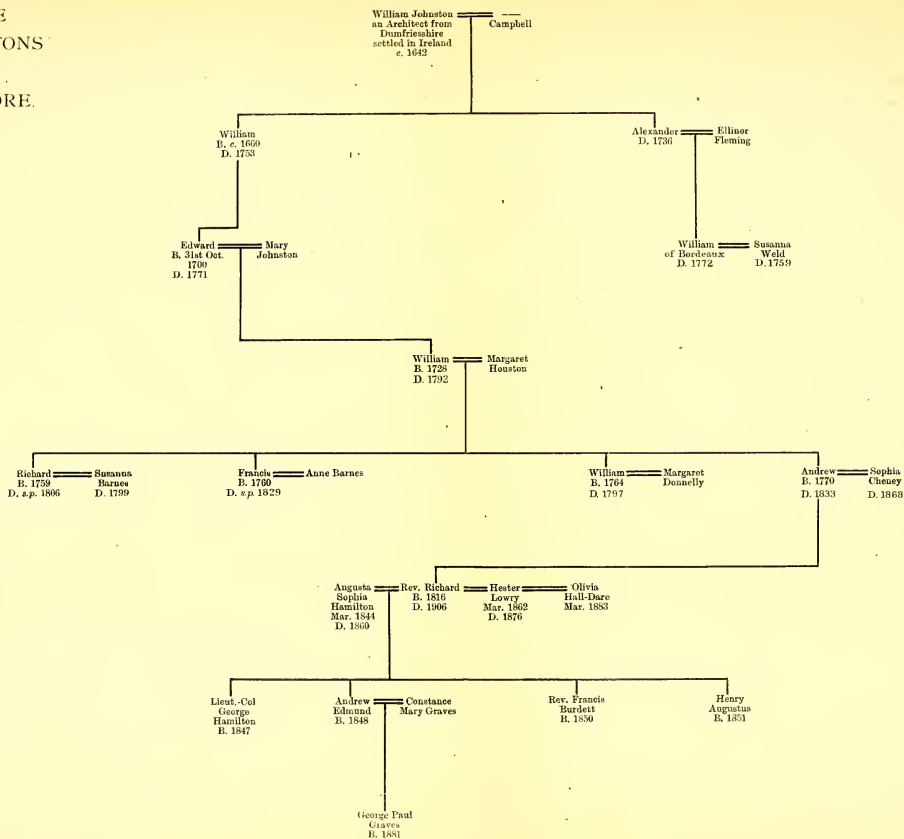 E
TONS
ORE.
William Johnston
an Architect from
Dumfriesshire
settled in Ireland
c. 1642
—
Campbell
William
B. c. 1660
D. 1753
Alexander
D. 1736
Ellinor
Fleming
Edward
B. 31st Oct.
1700
D. 1771
Mary
Johnston
William
of Bordeaux
D. 1772
Susanna
Weld
D. 1759
William
B. 1728
D. 1792
Margaret
Houston
Richard
B. 1759
D. s.p. 1806
Susanna
Barnes
D. 1799
Francis
B. 1760
D. s.p. 1829
Anne Barnes
William
B. 1764
D. 1797
Margaret
Donnelly
Andrew
B. 1770
D. 1833
Sophia
Cheney
D. 1868
Augusta
Sophia
Hamilton
Mar. 1844
D. 1860
Rev. Richard
B. 1816
D. 1906
Hester
Lowry
Mar. 1862
D. 1876
Olivia
Hall-Dare
Mar. 1883
Lieut.-Col
George
Hamilton
B. 1847
Andrew
Edmund
B. 1848
Constance
Mary Graves
Rev. Francis
Burdett
B. 1850
Henry
Augustus
B. 1851
George Paul
Graves
B. 1881